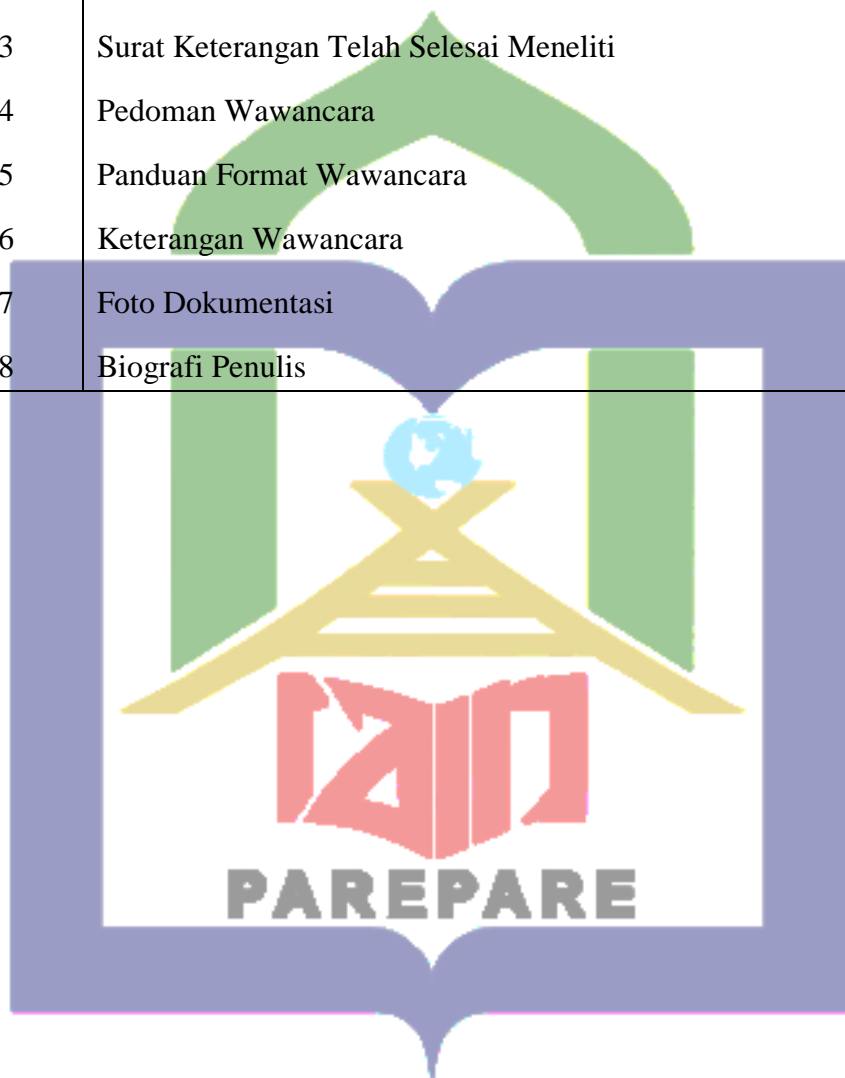 3 Surat Keterangan Telah Selesai Meneliti
4 Pedoman Wawancara
5 Panduan Format Wawancara
6 Keterangan Wawancara
7 Foto Dokumentasi
8 Biografi Penulis
iain
PAREPARE